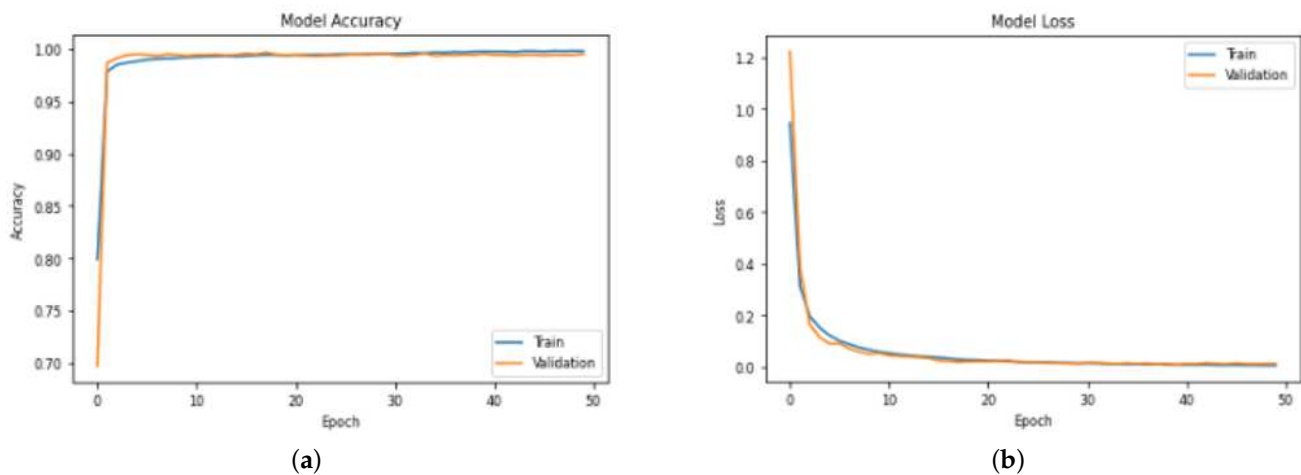 Model Accuracy
1.00
0.95
0.90
0.85
0.80
0.75
0.70
Accuracy
0
10
20
30
40
50
Epoch
Train
Validation
(a)
Model Loss
1.2
1.0
0.8
0.6
0.4
0.2
0.0
Loss
0
10
20
30
40
50
Epoch
Train
Validation
(b)